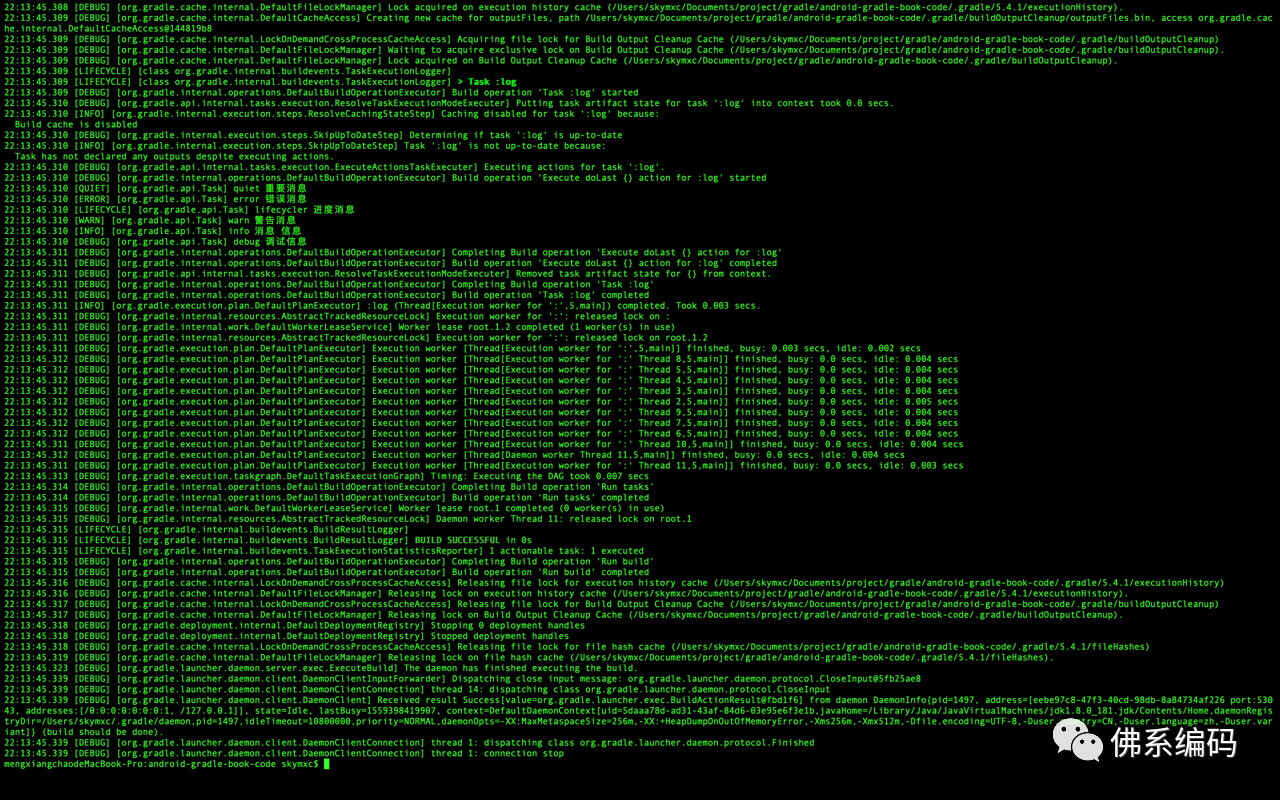 22:13:45.308 [DEBUG] [org.gradle.cache.internal.DefaultFileLockManager] Lock acquired on execution history cache (/Users/skymxc/Documents/project/gradle/android-gradle-book-code/.gradle/5.4.1/executionHistory).
22:13:45.309 [DEBUG] [org.gradle.cache.internal.DefaultCacheAccess] Creating new cache for outputFiles, path /Users/skymxc/Documents/project/gradle/android-gradle-book-code/.gradle/buildOutputCleanup/outputFiles.bin, access org.gradle.cac
he.internal.DefaultCacheAccess@144819b8
22:13:45.309 [DEBUG] [org.gradle.cache.internal.LockOnDemandCrossProcessCacheAccess] Acquiring file lock for Build Output Cleanup Cache (/Users/skymxc/Documents/project/gradle/android-gradle-book-code/.gradle/buildOutputCleanup)
22:13:45.309 [DEBUG] [org.gradle.cache.internal.DefaultFileLockManager] Waiting to acquire exclusive lock on Build Output Cleanup Cache (/Users/skymxc/Documents/project/gradle/android-gradle-book-code/.gradle/buildOutputCleanup).
22:13:45.309 [DEBUG] [org.gradle.cache.internal.DefaultFileLockManager] Lock acquired on Build Output Cleanup Cache (/Users/skymxc/Documents/project/gradle/android-gradle-book-code/.gradle/buildOutputCleanup).
22:13:45.309 [LIFECYCLE] [class org.gradle.internal.buildevents.TaskExecutionLogger]
22:13:45.309 [LIFECYCLE] [class org.gradle.internal.buildevents.TaskExecutionLogger] > Task :log
22:13:45.309 [DEBUG] [org.gradle.internal.operations.DefaultBuildOperationExecutor] Build operation 'Task :log' started
22:13:45.310 [DEBUG] [org.gradle.api.internal.tasks.execution.ResolveTaskExecutionModeExecuter] Putting task artifact state for task ':log' into context took 0.0 secs.
22:13:45.310 [INFO] [org.gradle.internal.execution.steps.ResolveCachingStateStep] Caching disabled for task ':log' because:
  Build cache is disabled
22:13:45.310 [DEBUG] [org.gradle.internal.execution.steps.SkipUpToDateStep] Determining if task ':log' is up-to-date
22:13:45.310 [INFO] [org.gradle.internal.execution.steps.SkipUpToDateStep] Task ':log' is not up-to-date because:
  Task has not declared any outputs despite executing actions.
22:13:45.310 [DEBUG] [org.gradle.api.internal.tasks.execution.ExecuteActionsTaskExecuter] Executing actions for task ':log'.
22:13:45.310 [DEBUG] [org.gradle.internal.operations.DefaultBuildOperationExecutor] Build operation 'Execute doLast {} action for :log' started
22:13:45.310 [QUIET] [org.gradle.api.Task] quiet 重要消息
22:13:45.310 [ERROR] [org.gradle.api.Task] error 错误消息
22:13:45.310 [LIFECYCLE] [org.gradle.api.Task] lifecycler 进度消息
22:13:45.310 [WARN] [org.gradle.api.Task] warn 警告消息
22:13:45.310 [INFO] [org.gradle.api.Task] info 消息 信息
22:13:45.310 [DEBUG] [org.gradle.api.Task] debug 调试信息
22:13:45.311 [DEBUG] [org.gradle.internal.operations.DefaultBuildOperationExecutor] Completing Build operation 'Execute doLast {} action for :log'
22:13:45.311 [DEBUG] [org.gradle.internal.operations.DefaultBuildOperationExecutor] Build operation 'Execute doLast {} action for :log' completed
22:13:45.311 [DEBUG] [org.gradle.api.internal.tasks.execution.ResolveTaskExecutionModeExecuter] Removed task artifact state for {} from context.
22:13:45.311 [DEBUG] [org.gradle.internal.operations.DefaultBuildOperationExecutor] Completing Build operation 'Task :log'
22:13:45.311 [DEBUG] [org.gradle.internal.operations.DefaultBuildOperationExecutor] Build operation 'Task :log' completed
22:13:45.311 [INFO] [org.gradle.execution.plan.DefaultPlanExecutor] :log (Thread[Execution worker for ':',5,main]) completed. Took 0.003 secs.
22:13:45.311 [DEBUG] [org.gradle.internal.resources.AbstractTrackedResourceLock] Execution worker for ':': released lock on :
22:13:45.311 [DEBUG] [org.gradle.internal.work.DefaultWorkerLeaseService] Worker lease root.1.2 completed (1 worker(s) in use)
22:13:45.311 [DEBUG] [org.gradle.internal.resources.AbstractTrackedResourceLock] Execution worker for ':': released lock on root.1.2
22:13:45.311 [DEBUG] [org.gradle.execution.plan.DefaultPlanExecutor] Execution worker [Thread[Execution worker for ':',5,main]] finished, busy: 0.003 secs, idle: 0.002 secs
22:13:45.312 [DEBUG] [org.gradle.execution.plan.DefaultPlanExecutor] Execution worker [Thread[Execution worker for ':' Thread 8,5,main]] finished, busy: 0.0 secs, idle: 0.004 secs
22:13:45.312 [DEBUG] [org.gradle.execution.plan.DefaultPlanExecutor] Execution worker [Thread[Execution worker for ':' Thread 5,5,main]] finished, busy: 0.0 secs, idle: 0.004 secs
22:13:45.312 [DEBUG] [org.gradle.execution.plan.DefaultPlanExecutor] Execution worker [Thread[Execution worker for ':' Thread 4,5,main]] finished, busy: 0.0 secs, idle: 0.004 secs
22:13:45.312 [DEBUG] [org.gradle.execution.plan.DefaultPlanExecutor] Execution worker [Thread[Execution worker for ':' Thread 3,5,main]] finished, busy: 0.0 secs, idle: 0.004 secs
22:13:45.312 [DEBUG] [org.gradle.execution.plan.DefaultPlanExecutor] Execution worker [Thread[Execution worker for ':' Thread 2,5,main]] finished, busy: 0.0 secs, idle: 0.005 secs
22:13:45.312 [DEBUG] [org.gradle.execution.plan.DefaultPlanExecutor] Execution worker [Thread[Execution worker for ':' Thread 9,5,main]] finished, busy: 0.0 secs, idle: 0.004 secs
22:13:45.312 [DEBUG] [org.gradle.execution.plan.DefaultPlanExecutor] Execution worker [Thread[Execution worker for ':' Thread 7,5,main]] finished, busy: 0.0 secs, idle: 0.004 secs
22:13:45.312 [DEBUG] [org.gradle.execution.plan.DefaultPlanExecutor] Execution worker [Thread[Execution worker for ':' Thread 6,5,main]] finished, busy: 0.0 secs, idle: 0.004 secs
22:13:45.311 [DEBUG] [org.gradle.execution.plan.DefaultPlanExecutor] Execution worker [Thread[Execution worker for ':' Thread 10,5,main]] finished, busy: 0.0 secs, idle: 0.004 secs
22:13:45.312 [DEBUG] [org.gradle.execution.plan.DefaultPlanExecutor] Execution worker [Thread[Daemon worker Thread 11,5,main]] finished, busy: 0.0 secs, idle: 0.004 secs
22:13:45.311 [DEBUG] [org.gradle.execution.plan.DefaultPlanExecutor] Execution worker [Thread[Execution worker for ':' Thread 11,5,main]] finished, busy: 0.0 secs, idle: 0.003 secs
22:13:45.313 [DEBUG] [org.gradle.execution.taskgraph.DefaultTaskExecutionGraph] Timing: Executing the DAG took 0.007 secs
22:13:45.314 [DEBUG] [org.gradle.internal.operations.DefaultBuildOperationExecutor] Completing Build operation 'Run tasks'
22:13:45.314 [DEBUG] [org.gradle.internal.operations.DefaultBuildOperationExecutor] Build operation 'Run tasks' completed
22:13:45.315 [DEBUG] [org.gradle.internal.work.DefaultWorkerLeaseService] Worker lease root.1 completed (0 worker(s) in use)
22:13:45.315 [DEBUG] [org.gradle.internal.resources.AbstractTrackedResourceLock] Daemon worker Thread 11: released lock on root.1
22:13:45.315 [LIFECYCLE] [org.gradle.internal.buildevents.BuildResultLogger]
22:13:45.315 [LIFECYCLE] [org.gradle.internal.buildevents.BuildResultLogger] BUILD SUCCESSFUL in 0s
22:13:45.315 [LIFECYCLE] [org.gradle.internal.buildevents.TaskExecutionStatisticsReporter] 1 actionable task: 1 executed
22:13:45.315 [DEBUG] [org.gradle.internal.operations.DefaultBuildOperationExecutor] Completing Build operation 'Run build'
22:13:45.315 [DEBUG] [org.gradle.internal.operations.DefaultBuildOperationExecutor] Build operation 'Run build' completed
22:13:45.316 [DEBUG] [org.gradle.cache.internal.LockOnDemandCrossProcessCacheAccess] Releasing file lock for execution history cache (/Users/skymxc/Documents/project/gradle/android-gradle-book-code/.gradle/5.4.1/executionHistory)
22:13:45.316 [DEBUG] [org.gradle.cache.internal.DefaultFileLockManager] Releasing lock on execution history cache (/Users/skymxc/Documents/project/gradle/android-gradle-book-code/.gradle/5.4.1/executionHistory).
22:13:45.317 [DEBUG] [org.gradle.cache.internal.LockOnDemandCrossProcessCacheAccess] Releasing file lock for Build Output Cleanup Cache (/Users/skymxc/Documents/project/gradle/android-gradle-book-code/.gradle/buildOutputCleanup)
22:13:45.317 [DEBUG] [org.gradle.cache.internal.DefaultFileLockManager] Releasing lock on Build Output Cleanup Cache (/Users/skymxc/Documents/project/gradle/android-gradle-book-code/.gradle/buildOutputCleanup).
22:13:45.318 [DEBUG] [org.gradle.deployment.internal.DefaultDeploymentRegistry] Stopping 0 deployment handles
22:13:45.318 [DEBUG] [org.gradle.deployment.internal.DefaultDeploymentRegistry] Stopped deployment handles
22:13:45.318 [DEBUG] [org.gradle.cache.internal.LockOnDemandCrossProcessCacheAccess] Releasing file lock for file hash cache (/Users/skymxc/Documents/project/gradle/android-gradle-book-code/.gradle/5.4.1/fileHashes)
22:13:45.319 [DEBUG] [org.gradle.cache.internal.DefaultFileLockManager] Releasing lock on file hash cache (/Users/skymxc/Documents/project/gradle/android-gradle-book-code/.gradle/5.4.1/fileHashes).
22:13:45.323 [DEBUG] [org.gradle.launcher.daemon.server.exec.ExecuteBuild] The daemon has finished executing the build.
22:13:45.339 [DEBUG] [org.gradle.launcher.daemon.client.DaemonClientInputForwarder] Dispatching close input message: org.gradle.launcher.daemon.protocol.CloseInput@5fb25ae8
22:13:45.339 [DEBUG] [org.gradle.launcher.daemon.client.DaemonClientConnection] thread 14: dispatching class org.gradle.launcher.daemon.protocol.CloseInput
22:13:45.339 [DEBUG] [org.gradle.launcher.daemon.client.DaemonClient] Received result Success[value=org.gradle.launcher.exec.BuildActionResult@fbd1f6] from daemon DaemonInfo{pid=1497, address=[eebe97c8-47f3-40cd-98db-8a84734af226 port:530
43, addresses:[/0:0:0:0:0:0:0:1, /127.0.0.1]], state=Idle, lastBusy=1559398419907, context=DefaultDaemonContext[uid=5daaa78d-ad31-43af-84d6-03e95e6f3e1b,javaHome=/Library/Java/JavaVirtualMachines/jdk1.8.0_181.jdk/Contents/Home,daemonRegis
tryDir=/Users/skymxc/.gradle/daemon,pid=1497,idleTimeout=10800000,priority=NORMAL,daemonOpts=-XX:MaxMetaspaceSize=256m,-XX:+HeapDumpOnOutOfMemoryError,-Xms256m,-Xmx512m,-Dfile.encoding=UTF-8,-Duser. try=CN,-Duser.language=zh,-Duser.var
iant]} (build should be done).
22:13:45.339 [DEBUG] [org.gradle.launcher.daemon.client.DaemonClientConnection] thread 1: dispatching class org.gradle.launcher.daemon.protocol.Finished
22:13:45.339 [DEBUG] [org.gradle.launcher.daemon.client.DaemonClientConnection] thread 1: connection stop
mengxiangchaodeMacBook-Pro:android-gradle-book-code skymxc$
佛系编码